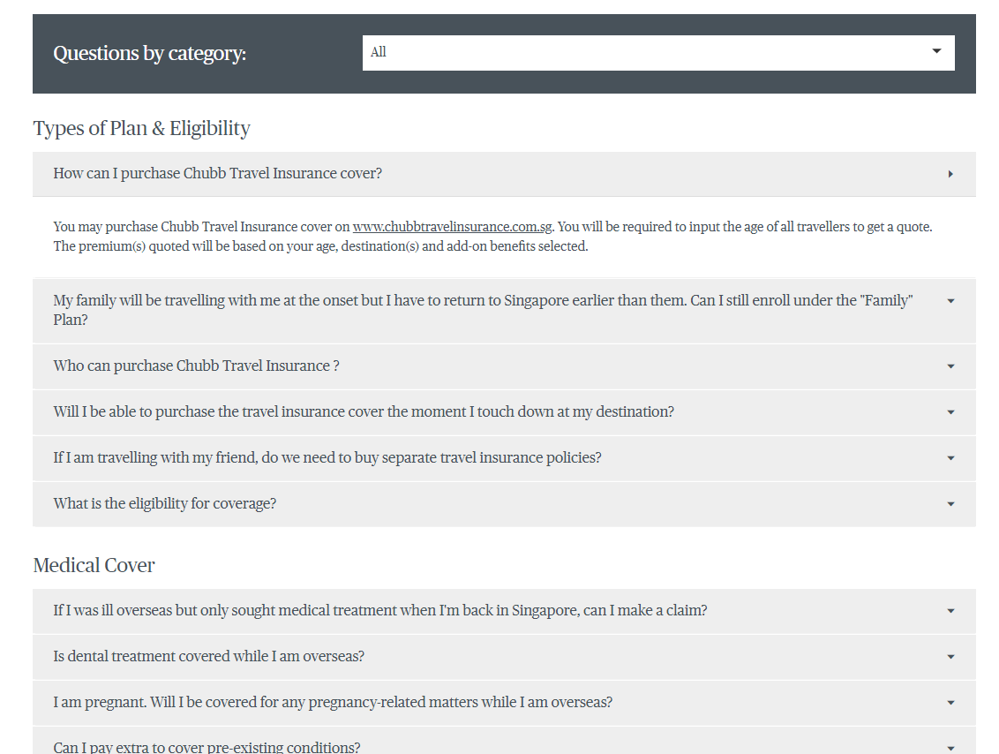 Questions by category:
All
Types of Plan & Eligibility
How can I purchase Chubb Travel Insurance cover?
You may purchase Chubb Travel Insurance cover on www.chubbtravelinsurance.com.sg. You will be required to input the age of all travellers to get a quote.
The premium(s) quoted will be based on your age, destination(s) and add-on benefits selected.
My family will be travelling with me at the onset but I have to return to Singapore earlier than them. Can I still enroll under the "Family"
Plan?
Who can purchase Chubb Travel Insurance ?
Will I be able to purchase the travel insurance cover the moment I touch down at my destination?
If I am travelling with my friend, do we need to buy separate travel insurance policies?
What is the eligibility for coverage?
Medical Cover
If I was ill overseas but only sought medical treatment when I'm back in Singapore, can I make a claim?
Is dental treatment covered while I am overseas?
I am pregnant. Will I be covered for any pregnancy-related matters while I am overseas?
Can I pay extra to cover pre-existing conditions?